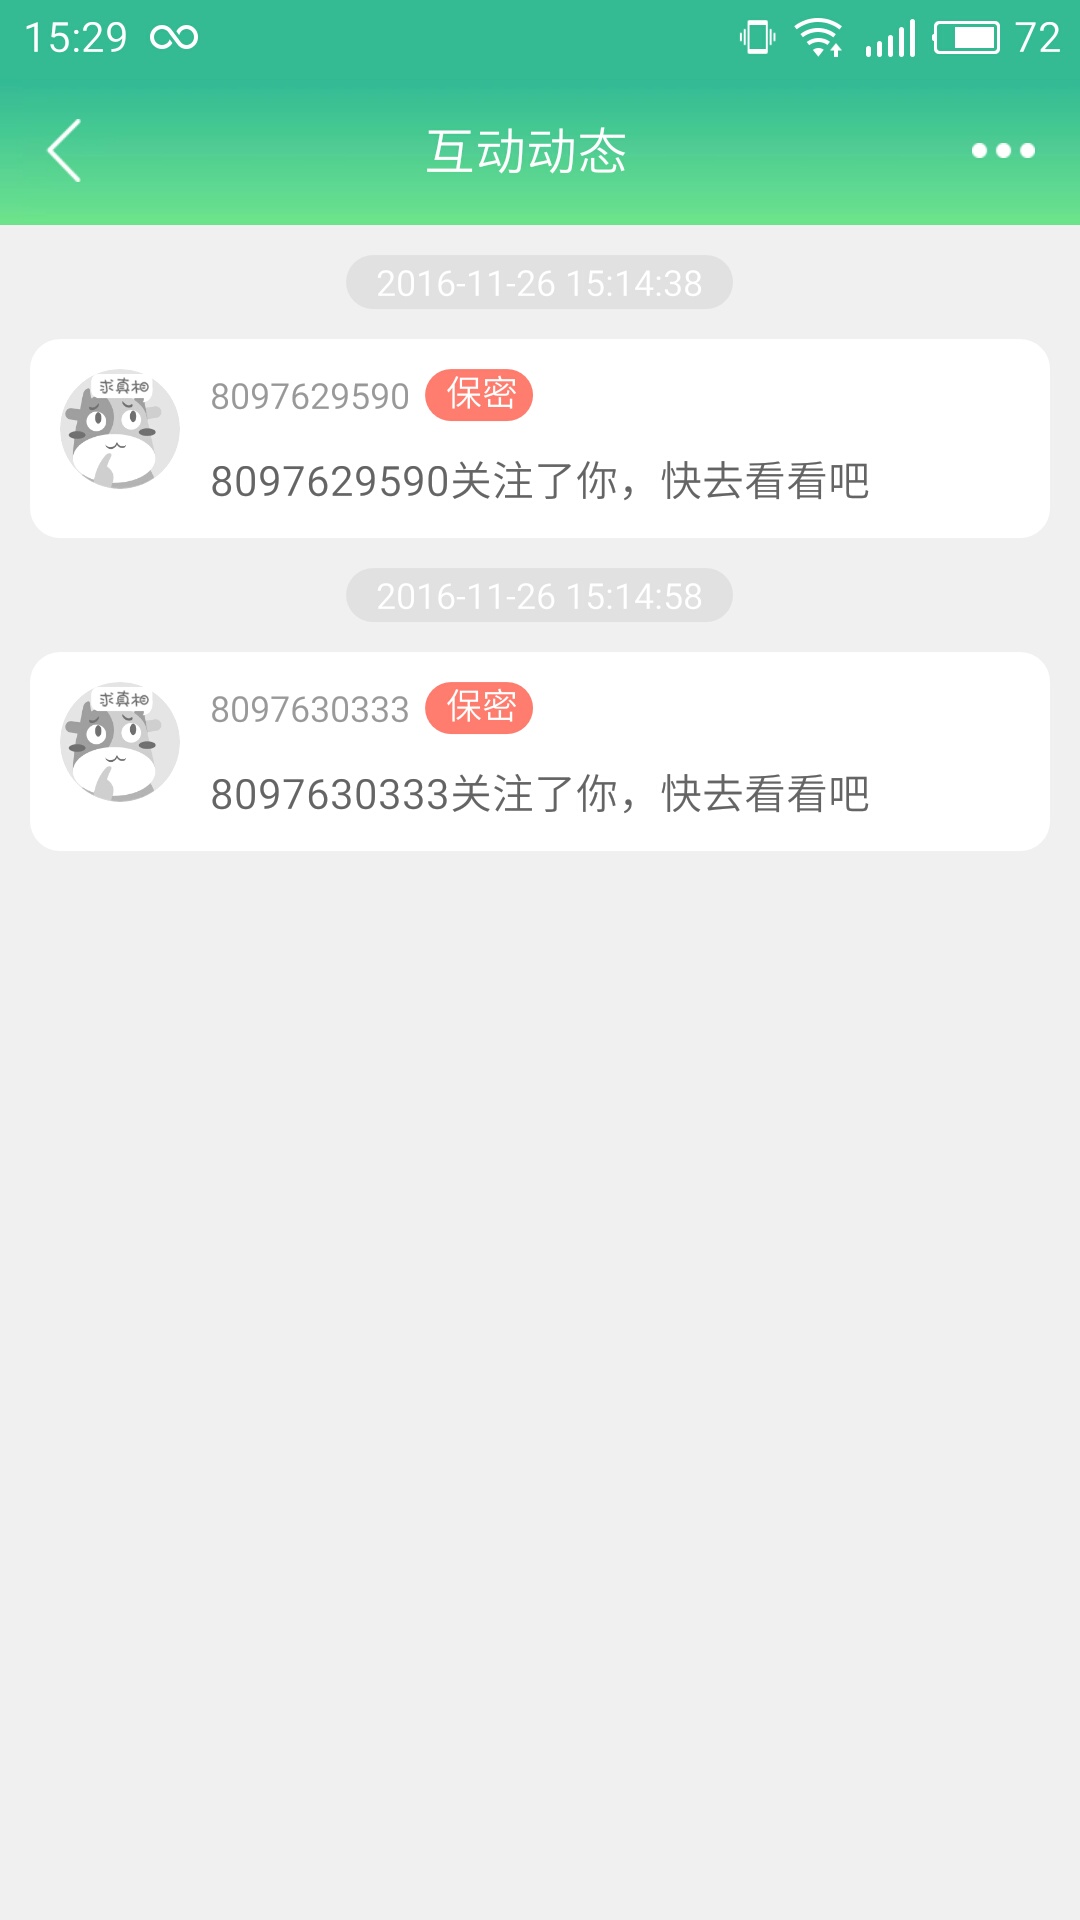 15:29
72
互动动态
2016-11-26 15:14:38
求真相
8097629590 保密
8097629590关注了你，快去看看吧
2016-11-26 15:14:58
求真相
8097630333 保密
8097630333关注了你，快去看看吧